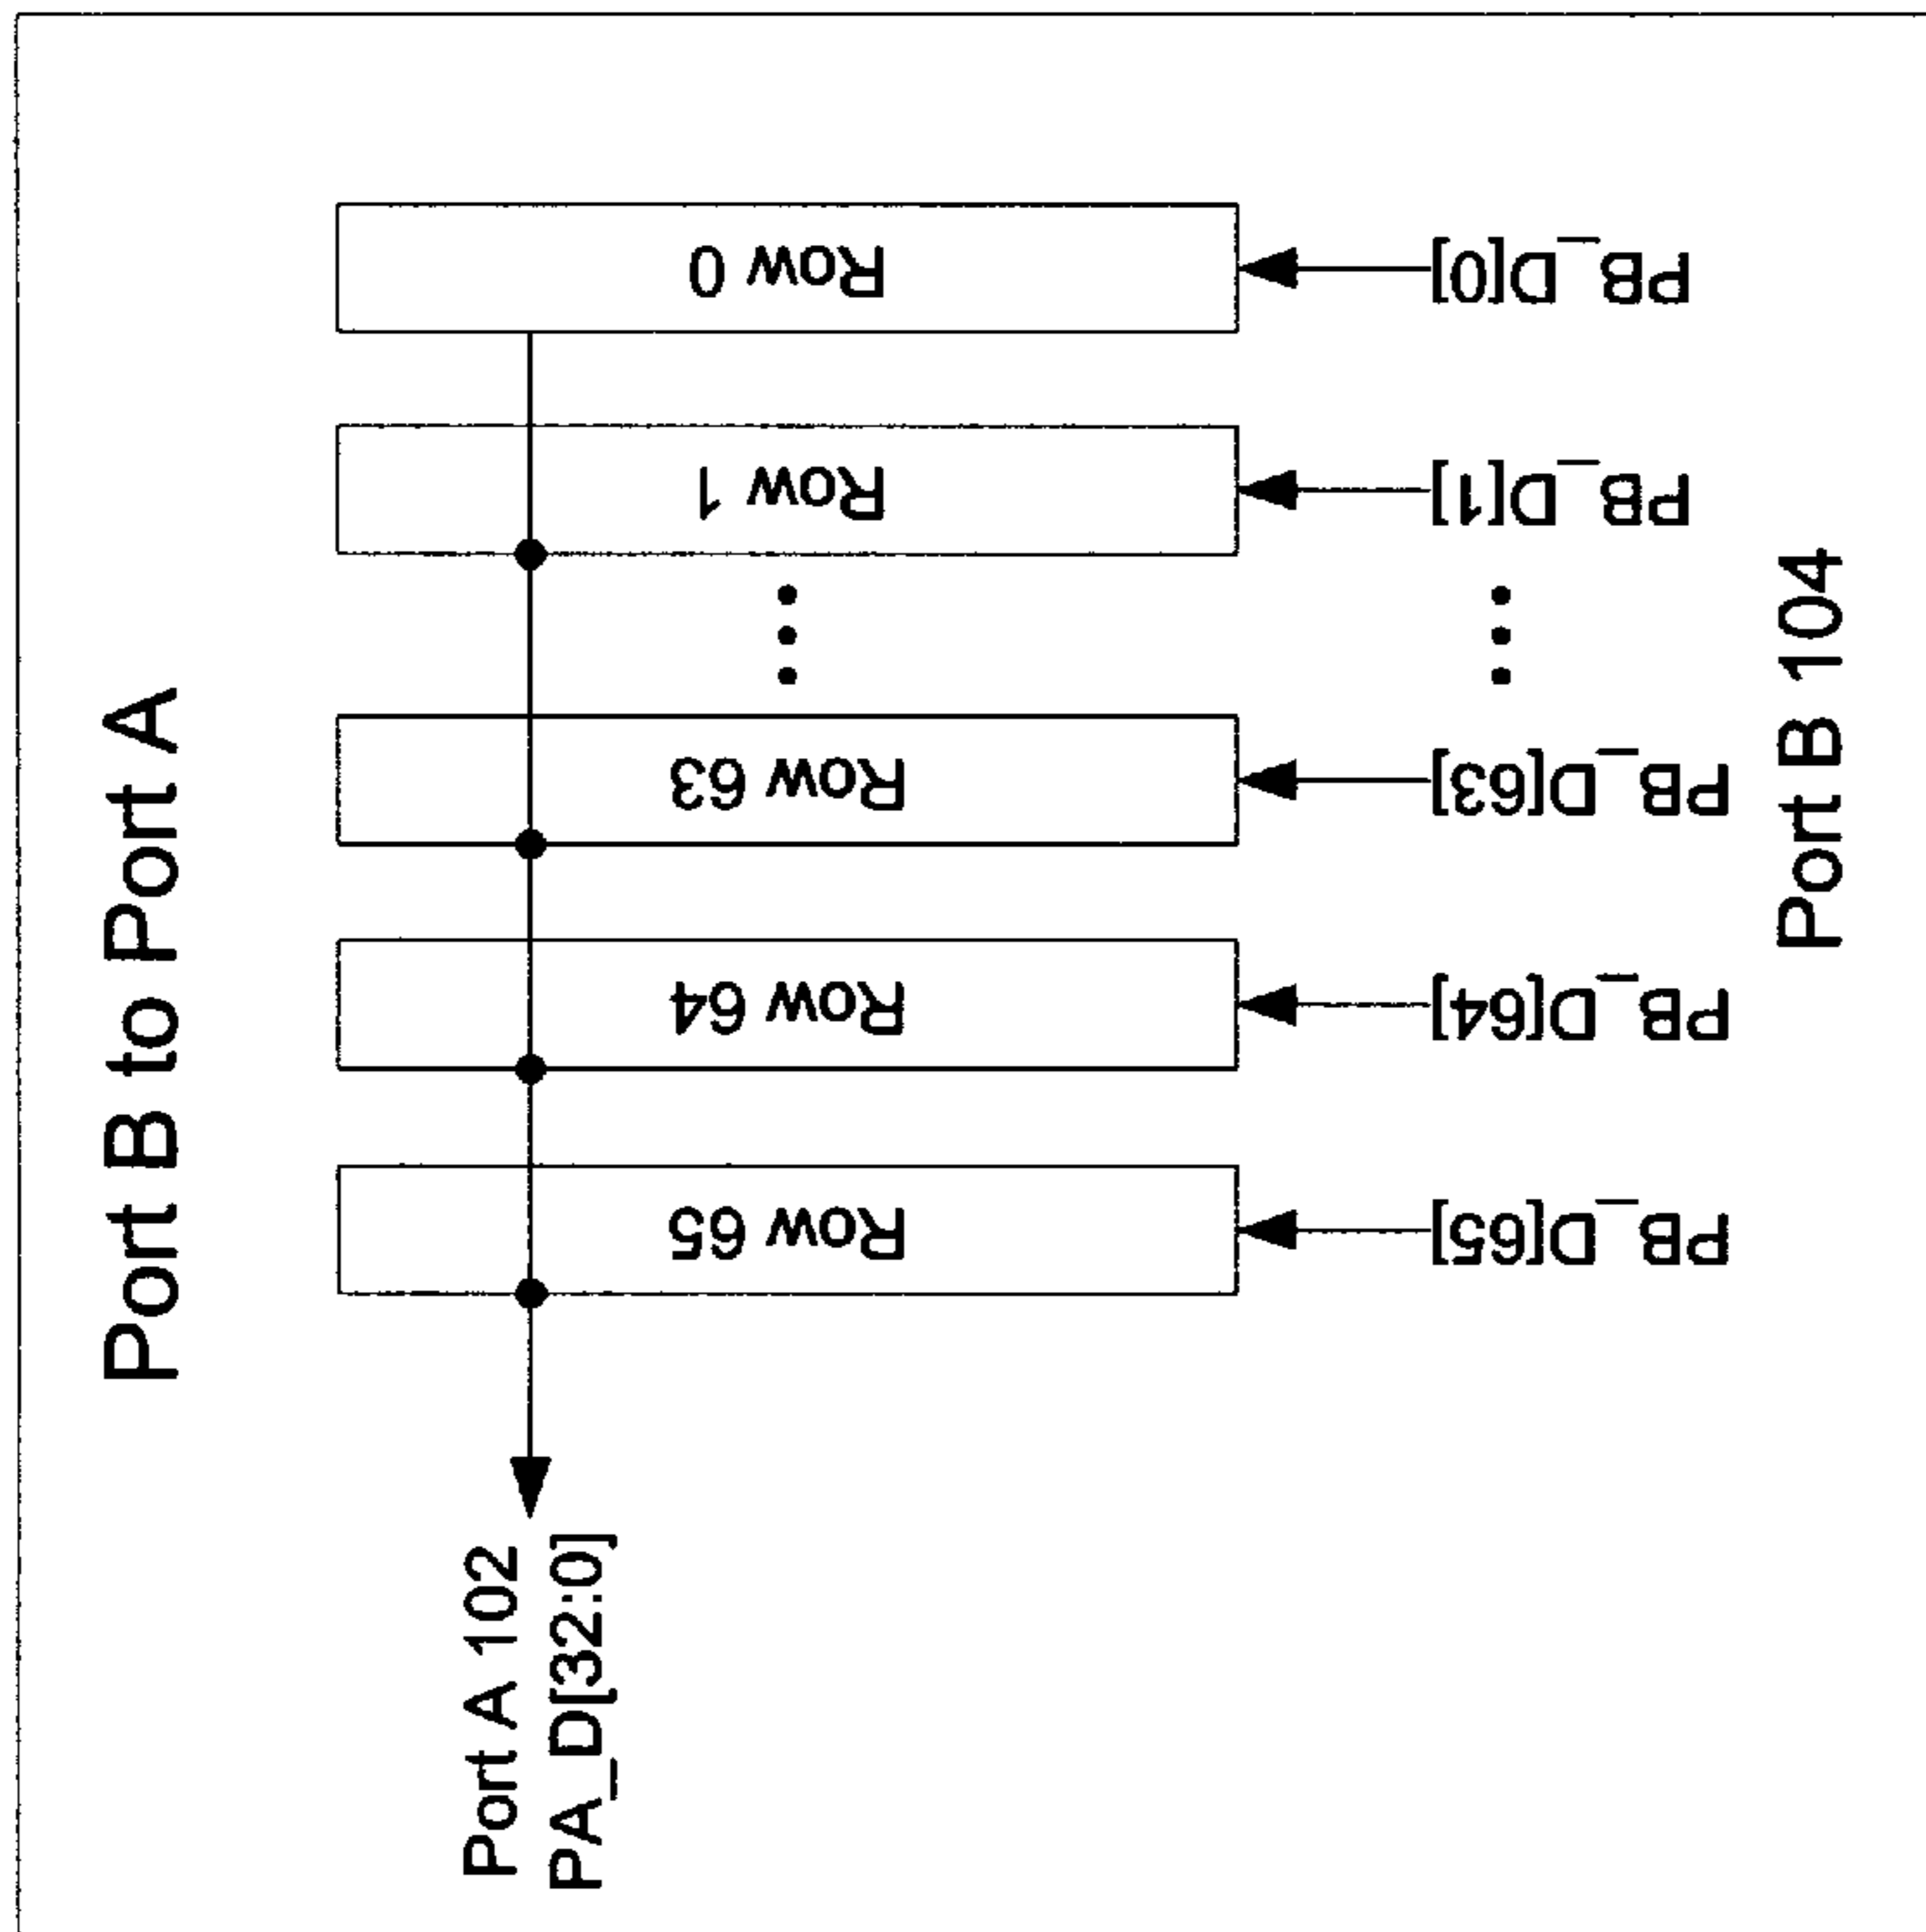 Port B to Port A
Row 0
PB_D[0]
Row 1
PB_D[1]
Row 63
PB_D[63]
Row 64
PB_D[64]
Row 65
PB_D[65]
Port B 104
Port A 102
PA_D[32:0]